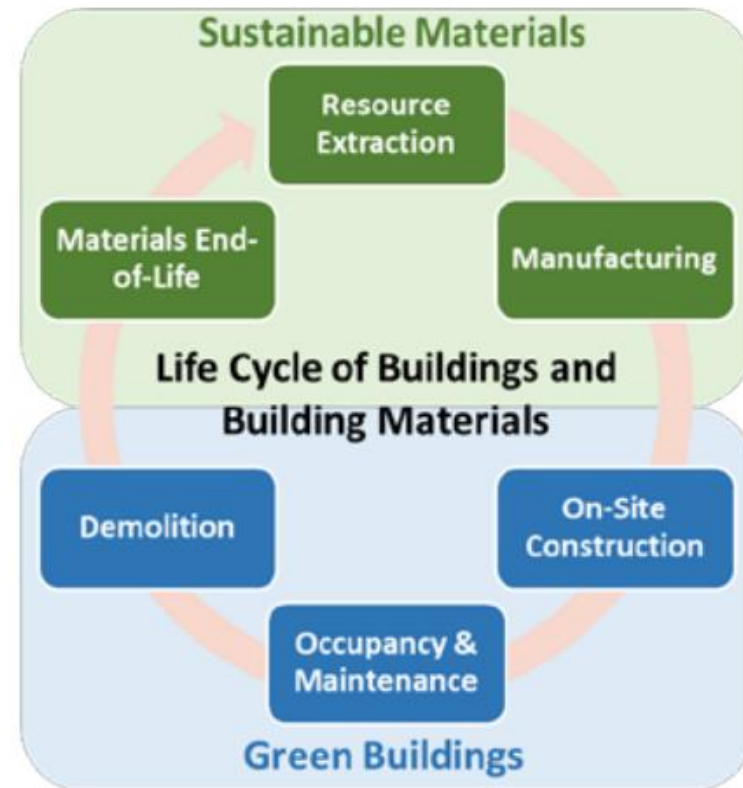 Sustainable Materials
Resource
Extraction
Materials End-
of-Life
Manufacturing
Life Cycle of Buildings and
Building Materials
Demolition
On-Site
Construction
Occupancy &
Maintenance
Green Buildings